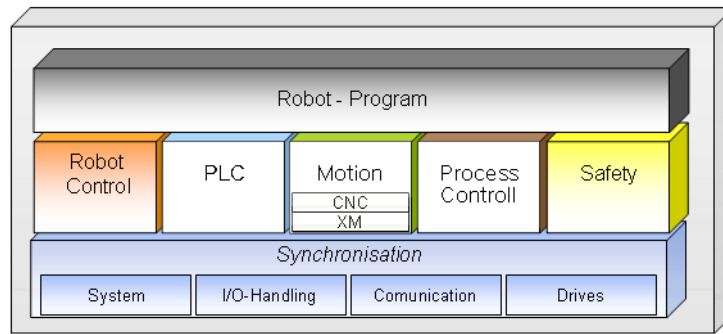 Robot - Program
Robot
Control
PLC
Motion
CNC
XM
Process
Controll
Safety
Synchronisation
System
I/O-Handling
Comunication
Drives